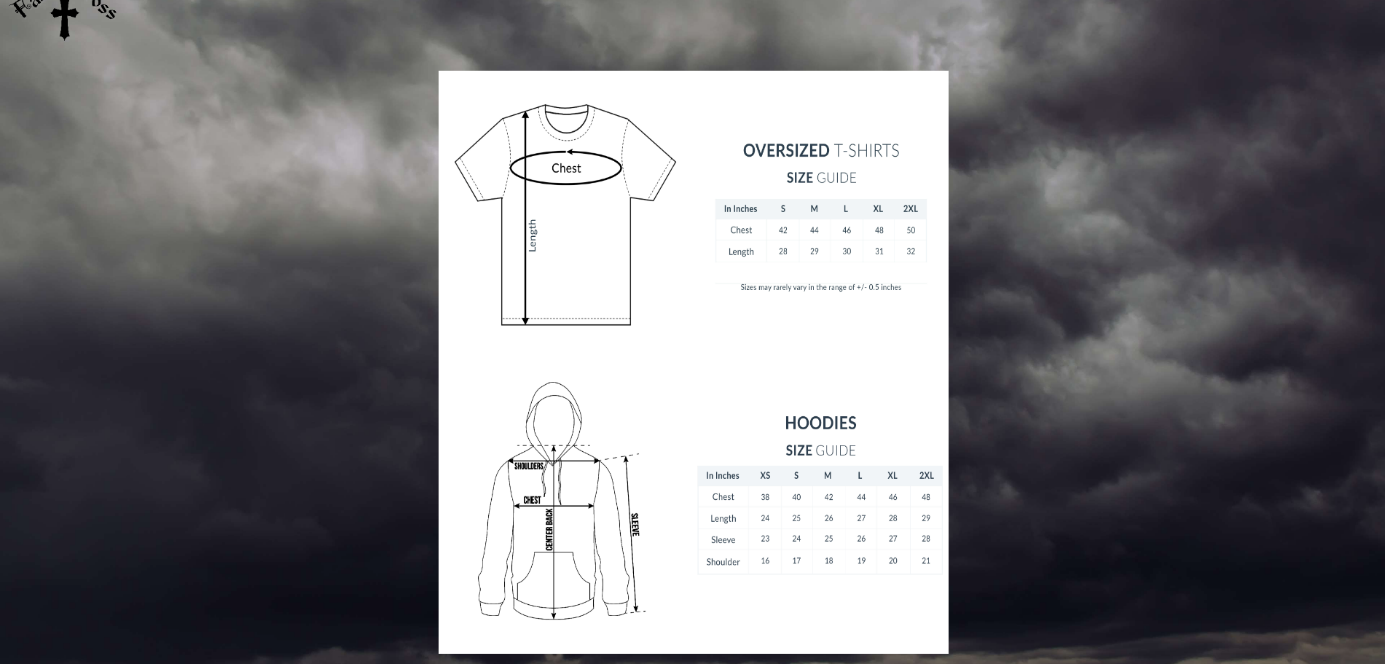 Chest
Length
OVERSIZED T-SHIRTS
SIZE GUIDE
In Inches S M L XL 2XL
Chest 42 44 46 48 50
Length 28 29 30 31 32
Sizes may rarely vary in the range of +/- 0.5 inches
SHOULDERS
CHEST
CENTER BACK
SLEEVE
HOODIES
SIZE GUIDE
In Inches XS S M L XL 2XL
Chest 38 40 42 44 46 48
Length 24 25 26 27 28 29
Sleeve 23 24 25 26 27 28
Shoulder 16 17 18 19 20 21